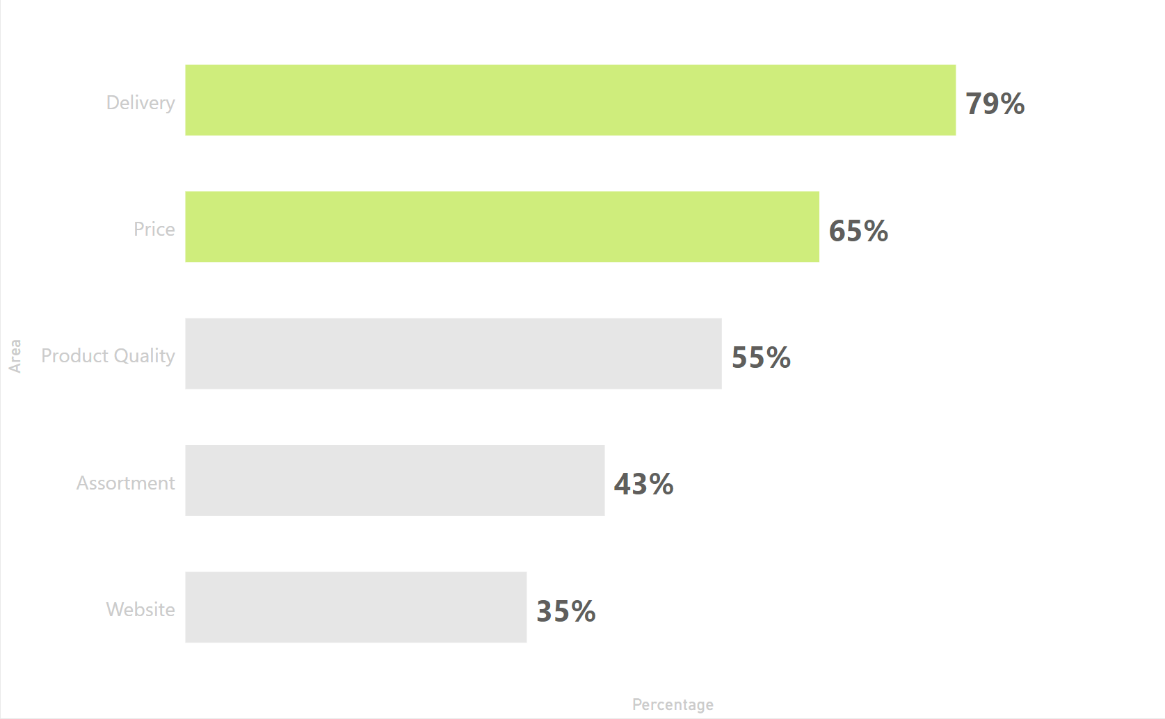 Delivery
79%
Price
65%
Product Quality
55%
Assortment
43%
Website
35%
Area
Percentage